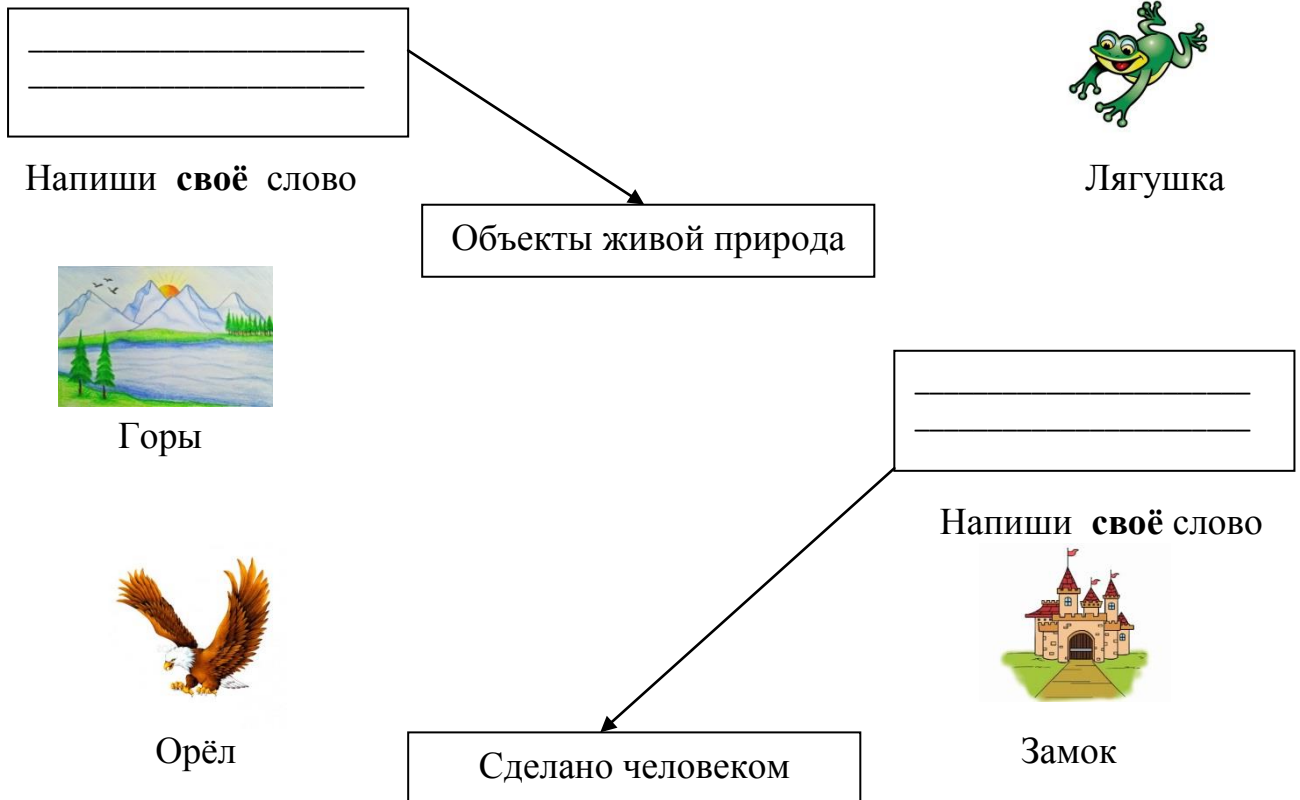 Напиши своё слово
Лягушка
Объекты живой природа
Горы
Напиши своё слово
Орёл
Замок
Сделано человеком